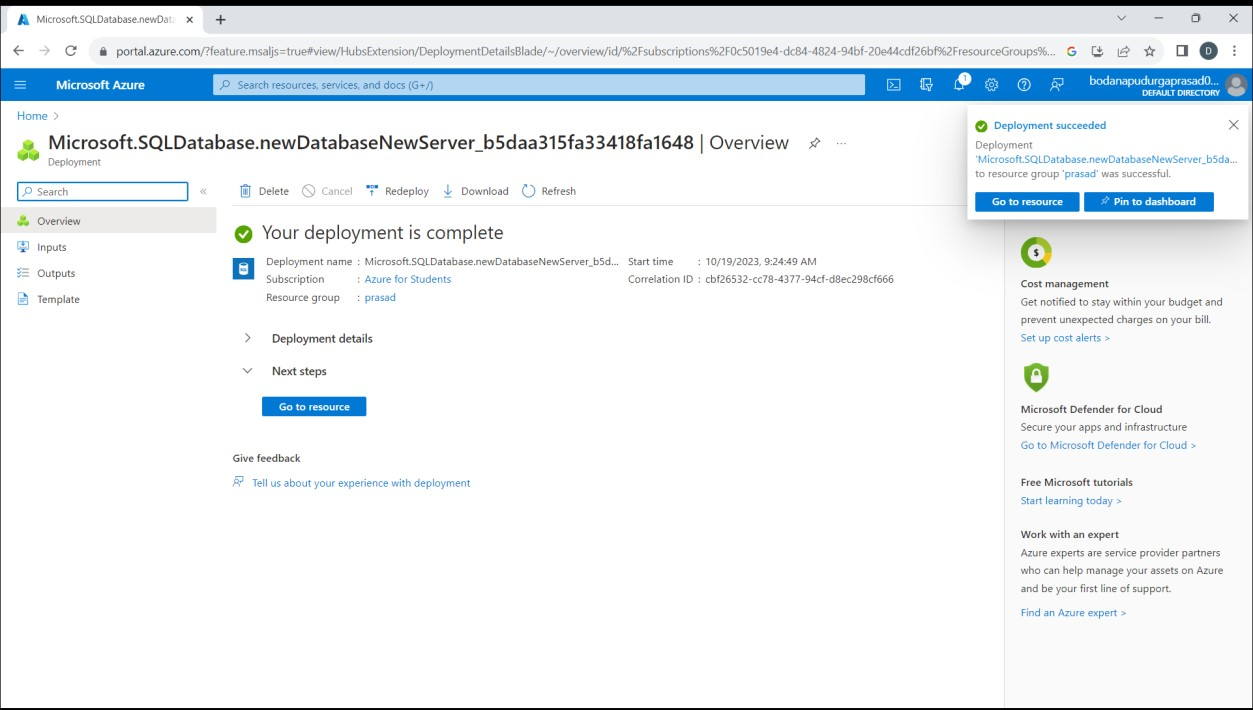 Microsoft.SQLDatabase.newData
portal.azure.com/?feature.msaljs=true#view/HubsExtension/DeploymentDetailsBlade/~/overview/id/%2Fsubscriptions%2F0c5019e4-dc84-4824-94bf-20e44cdf26bf%2FresourceGroups%...
G
D
Microsoft Azure
Search resources, services, and docs (G+/)
1
bodanapudurgaprasad0...
DEFAULT DIRECTORY
Home >
Microsoft.SQLDatabase.newDatabaseNewServer_b5daa315fa33418fa1648 | Overview
Deployment
Deployment succeeded
Deployment
'Microsoft.SQLDatabase.newDatabaseNewServer_b5da...
to resource group 'prasad' was successful.
Go to resource
Pin to dashboard
Search
Delete
Cancel
Redeploy
Download
Refresh
Overview
Inputs
Outputs
Template
Your deployment is complete
Deployment name : Microsoft.SQLDatabase.newDatabaseNewServer_b5d...
Subscription : Azure for Students
Resource group : prasad
Start time : 10/19/2023, 9:24:49 AM
Correlation ID : cbf26532-cc78-4377-94cf-d8ec298cf666
Deployment details
Next steps
Go to resource
Give feedback
Tell us about your experience with deployment
$
Cost management
Get notified to stay within your budget and
prevent unexpected charges on your bill.
Set up cost alerts >
Microsoft Defender for Cloud
Secure your apps and infrastructure
Go to Microsoft Defender for Cloud >
Free Microsoft tutorials
Start learning today >
Work with an expert
Azure experts are service provider partners
who can help manage your assets on Azure
and be your first line of support.
Find an Azure expert >